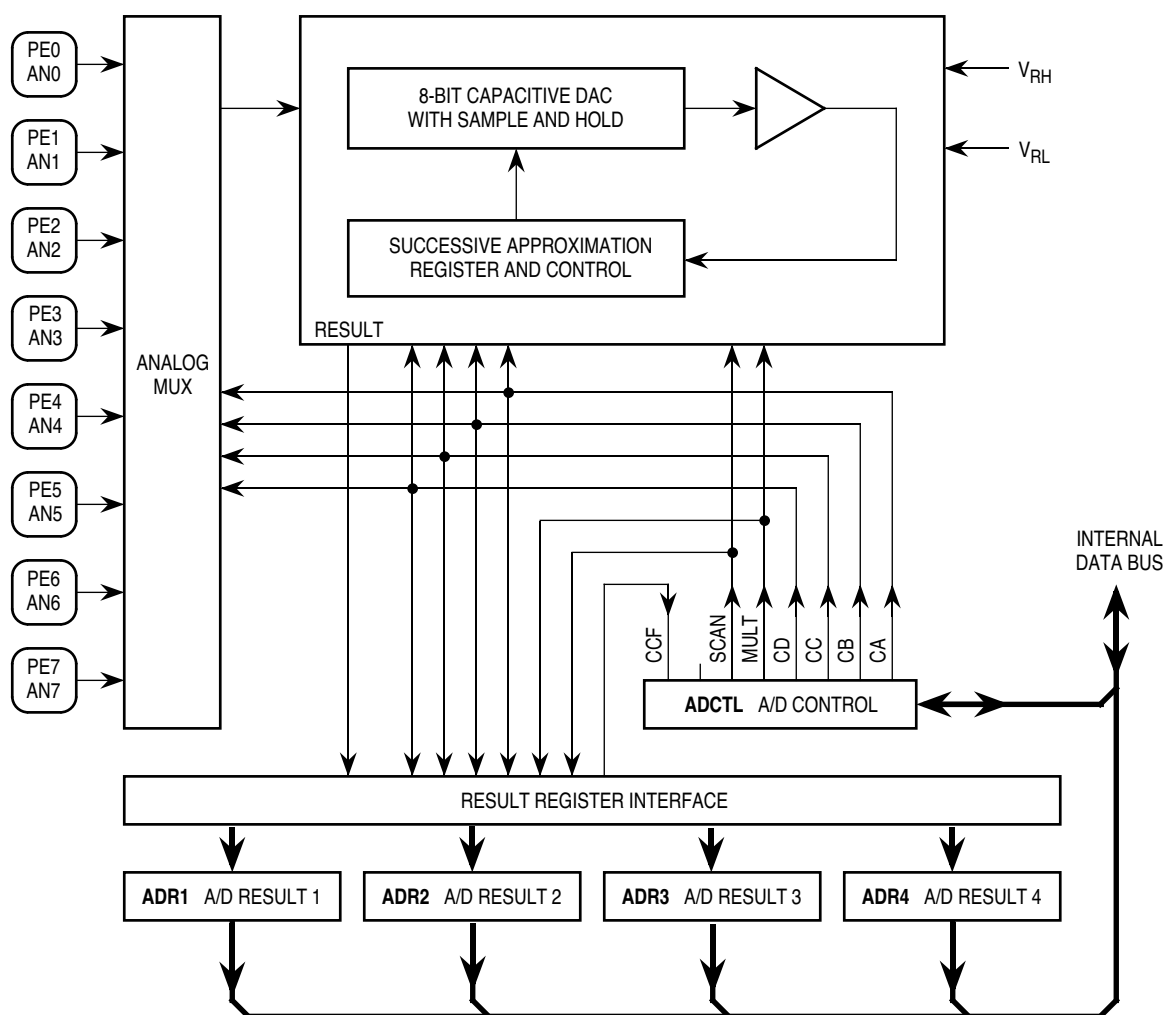 PE0
AN0
PE1
AN1
PE2
AN2
PE3
AN3
PE4
AN4
PE5
AN5
PE6
AN6
PE7
AN7
ANALOG
MUX
8-BIT CAPACITIVE DAC
WITH SAMPLE AND HOLD
SUCCESSIVE APPROXIMATION
REGISTER AND CONTROL
RESULT
VRH
VRL
INTERNAL
DATA BUS
CCF
SCAN
MULT
CD
CC
CB
CA
ADCTL A/D CONTROL
RESULT REGISTER INTERFACE
ADR1 A/D RESULT 1
ADR2 A/D RESULT 2
ADR3 A/D RESULT 3
ADR4 A/D RESULT 4